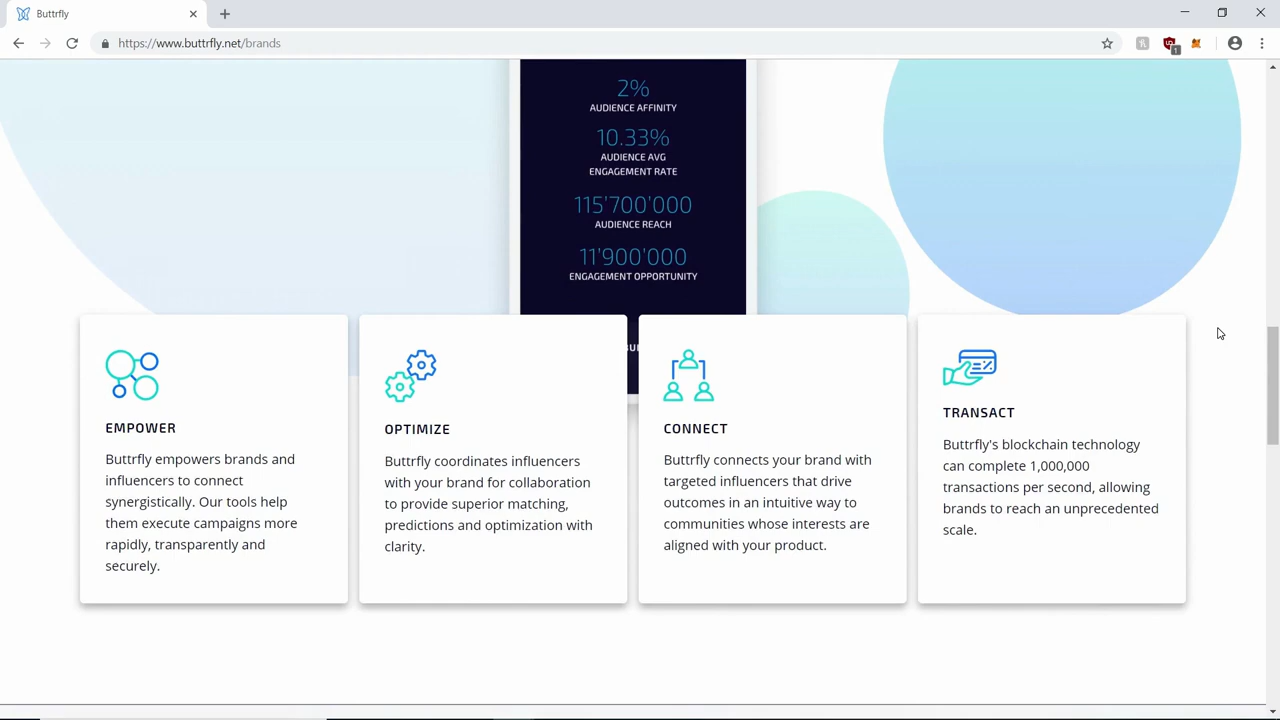 Buttrfly
https://www.buttrfly.net/brands
1
2%
AUDIENCE AFFINITY
10.33%
AUDIENCE AVG
ENGAGEMENT RATE
115'700'000
AUDIENCE REACH
11'900'000
ENGAGEMENT OPPORTUNITY
EMPOWER
Buttrfly empowers brands and
influencers to connect
synergistically. Our tools help
them execute campaigns more
rapidly, transparently and
securely.
OPTIMIZE
Buttrfly coordinates influencers
with your brand for collaboration
to provide superior matching,
predictions and optimization with
clarity.
CONNECT
Buttrfly connects your brand with
targeted influencers that drive
outcomes in an intuitive way to
communities whose interests are
aligned with your product.
TRANSACT
Buttrfly's blockchain technology
can complete 1,000,000
transactions per second, allowing
brands to reach an unprecedented
scale.